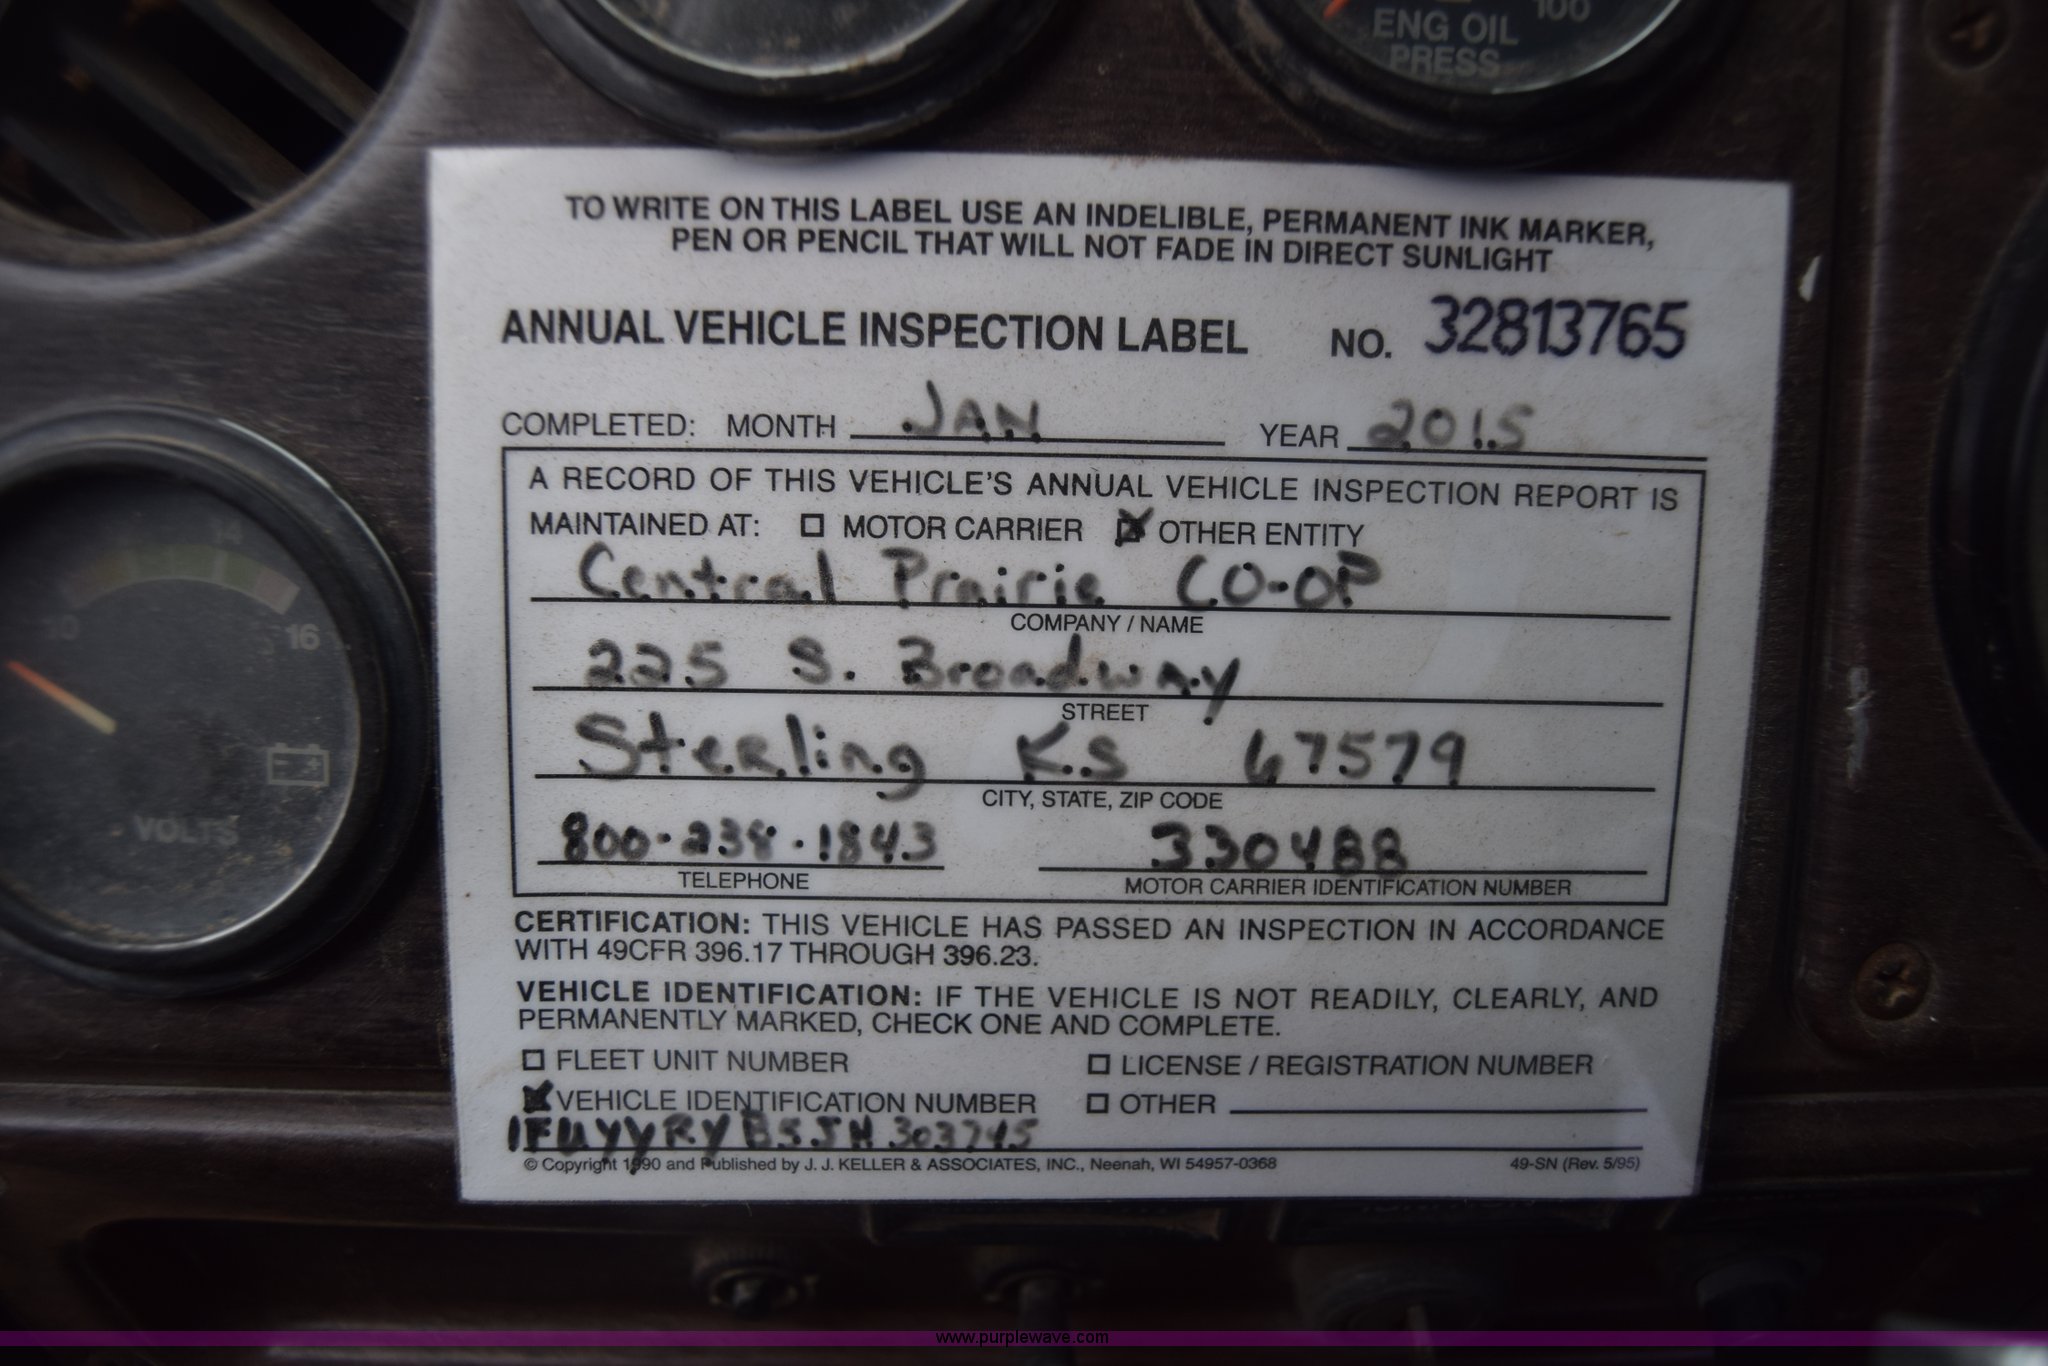 100
ENG OIL
PRESS
TO WRITE ON THIS LABEL USE AN INDELIBLE, PERMANENT INK MARKER,
PEN OR PENCIL THAT WILL NOT FADE IN DIRECT SUNLIGHT
ANNUAL VEHICLE INSPECTION LABEL NO. 32813765
COMPLETED: MONTH JAN YEAR 2015
A RECORD OF THIS VEHICLE'S ANNUAL VEHICLE INSPECTION REPORT IS
MAINTAINED AT: MOTOR CARRIER OTHER ENTITY
Central Prairie CO-OP
COMPANY / NAME
225 S. Broadway
STREET
Sterling KS 67579
CITY, STATE, ZIP CODE
800-238-1843 330488
TELEPHONE MOTOR CARRIER IDENTIFICATION NUMBER
CERTIFICATION: THIS VEHICLE HAS PASSED AN INSPECTION IN ACCORDANCE
WITH 49CFR 396.17 THROUGH 396.23.
VEHICLE IDENTIFICATION: IF THE VEHICLE IS NOT READILY, CLEARLY, AND
PERMANENTLY MARKED, CHECK ONE AND COMPLETE.
FLEET UNIT NUMBER LICENSE / REGISTRATION NUMBER
VEHICLE IDENTIFICATION NUMBER OTHER
© Copyright 1990 and Published by J. J. KELLER & ASSOCIATES, INC., Neenah, WI 54957-0368 49-SN (Rev. 5/95)
10 14 16
VOLTS
www.purplewave.com